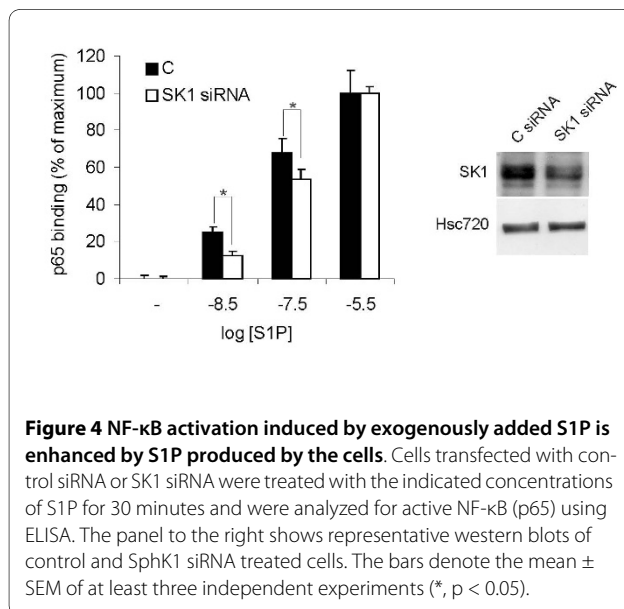 120
100
80
60
40
20
0
p65 binding (% of maximum)
C
SK1 siRNA
*
*
-
-8.5
-7.5
-5.5
log [S1P]
C siRNA
SK1 siRNA
SK1
Hsc720
Figure 4 NF-κB activation induced by exogenously added S1P is
enhanced by S1P produced by the cells. Cells transfected with con-
trol siRNA or SK1 siRNA were treated with the indicated concentrations
of S1P for 30 minutes and were analyzed for active NF-κB (p65) using
ELISA. The panel to the right shows representative western blots of
control and SphK1 siRNA treated cells. The bars denote the mean ±
SEM of at least three independent experiments (*, p < 0.05).